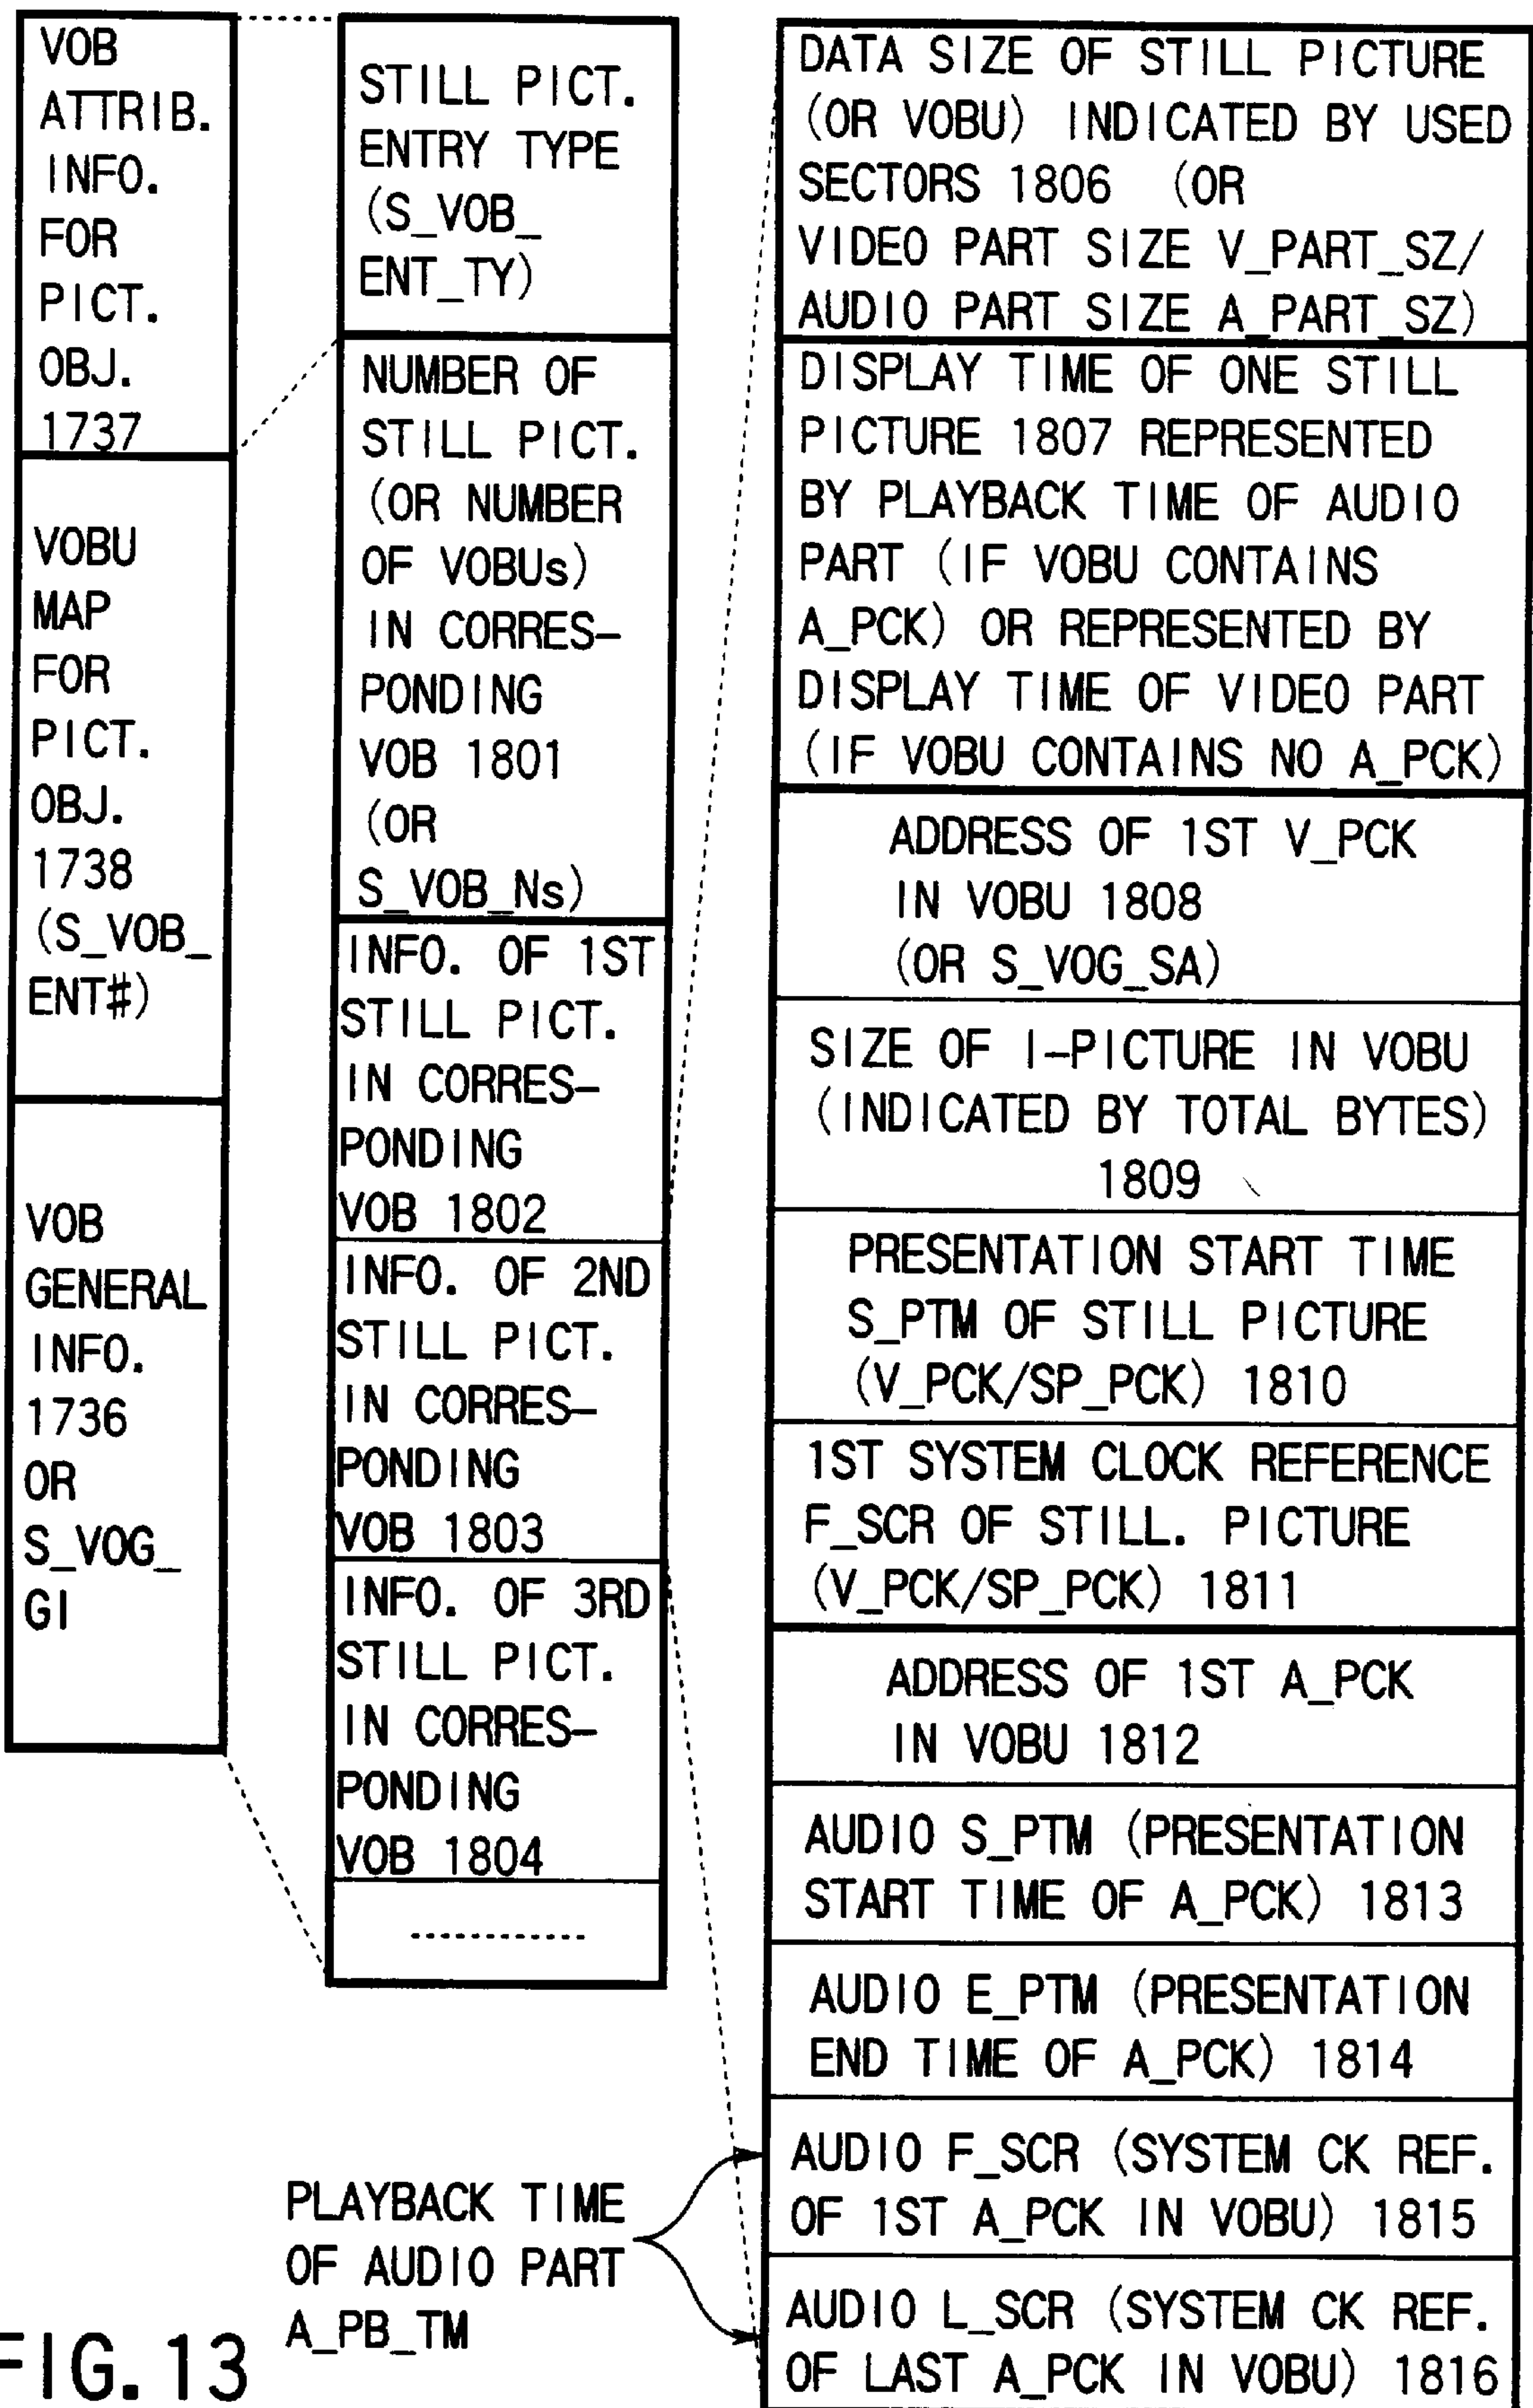 VOB
ATTRIB.
INFO.
FOR
PICT.
OBJ.
1737
VOBU
MAP
FOR
PICT.
OBJ.
1738
(S_VOB_
ENT#)
VOB
GENERAL
INFO.
1736
OR
S_VOG_
GI
STILL PICT.
ENTRY TYPE
(S_VOB_
ENT_TY)
NUMBER OF
STILL PICT.
(OR NUMBER
OF VOBUs)
IN CORRES-
PONDING
VOB 1801
(OR
S_VOB_Ns)
INFO. OF 1ST
STILL PICT.
IN CORRES-
PONDING
VOB 1802
INFO. OF 2ND
STILL PICT.
IN CORRES-
PONDING
VOB 1803
INFO. OF 3RD
STILL PICT.
IN CORRES-
PONDING
VOB 1804
DATA SIZE OF STILL PICTURE
(OR VOBU) INDICATED BY USED
SECTORS 1806 (OR
VIDEO PART SIZE V_PART_SZ/
AUDIO PART SIZE A_PART_SZ)
DISPLAY TIME OF ONE STILL
PICTURE 1807 REPRESENTED
BY PLAYBACK TIME OF AUDIO
PART (IF VOBU CONTAINS
A_PCK) OR REPRESENTED BY
DISPLAY TIME OF VIDEO PART
(IF VOBU CONTAINS NO A_PCK)
ADDRESS OF 1ST V_PCK
IN VOBU 1808
(OR S_VOG_SA)
SIZE OF I-PICTURE IN VOBU
(INDICATED BY TOTAL BYTES)
1809
PRESENTATION START TIME
S_PTM OF STILL PICTURE
(V_PCK/SP_PCK) 1810
1ST SYSTEM CLOCK REFERENCE
F_SCR OF STILL. PICTURE
(V_PCK/SP_PCK) 1811
ADDRESS OF 1ST A_PCK
IN VOBU 1812
AUDIO S_PTM (PRESENTATION
START TIME OF A_PCK) 1813
AUDIO E_PTM (PRESENTATION
END TIME OF A_PCK) 1814
AUDIO F_SCR (SYSTEM CK REF.
OF 1ST A_PCK IN VOBU) 1815
AUDIO L_SCR (SYSTEM CK REF.
OF LAST A_PCK IN VOBU) 1816
PLAYBACK TIME
OF AUDIO PART
A_PB_TM
FIG. 13